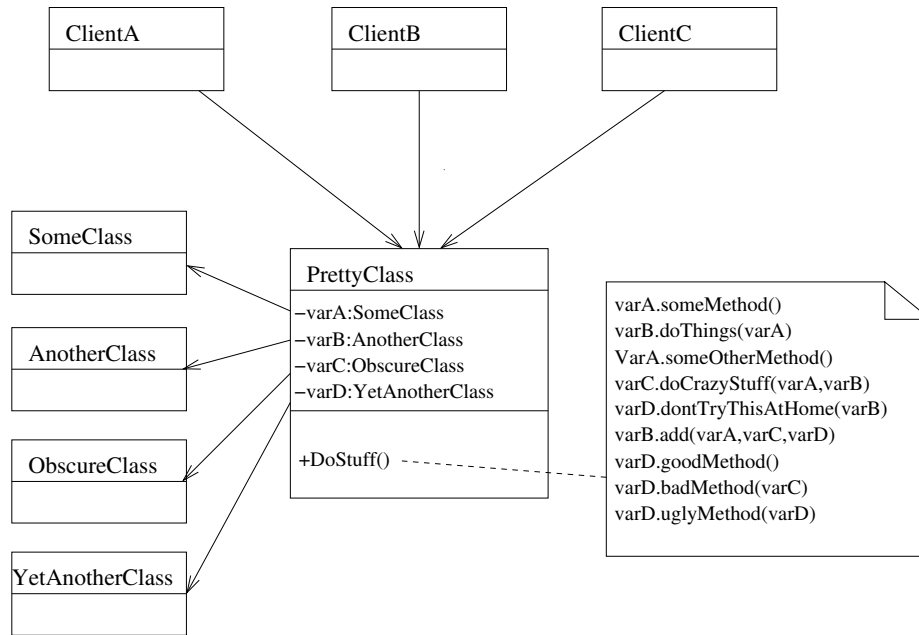 ClientA
ClientB
ClientC
SomeClass
AnotherClass
ObscureClass
YetAnotherClass
PrettyClass
−varA:SomeClass
−varB:AnotherClass
−varC:ObscureClass
−varD:YetAnotherClass
+DoStuff()
varA.someMethod()
varB.doThings(varA)
VarA.someOtherMethod()
varC.doCrazyStuff(varA,varB)
varD.dontTryThisAtHome(varB)
varB.add(varA,varC,varD)
varD.goodMethod()
varD.badMethod(varC)
varD.uglyMethod(varD)